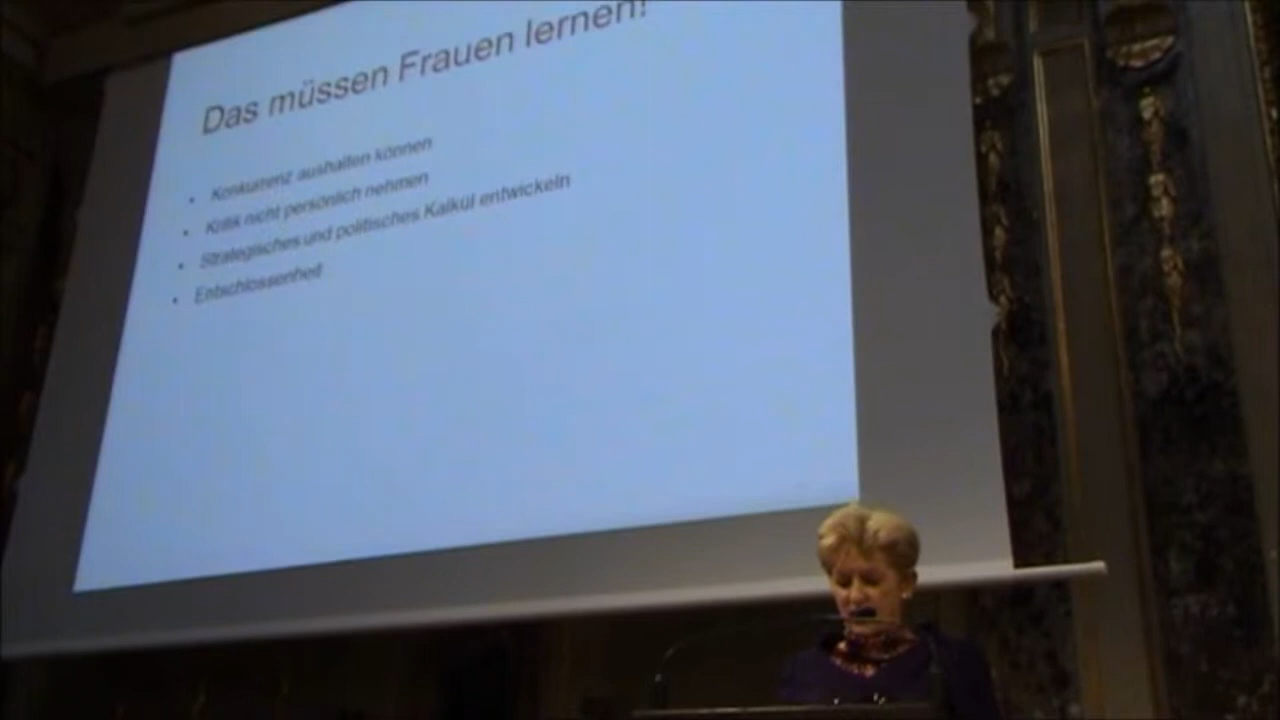 Das müssen Frauen lernen!
• Konkurrenz aushalten können
• Kritik nicht persönlich nehmen
• Strategisches und politisches Kalkül entwickeln
• Entschlossenheit